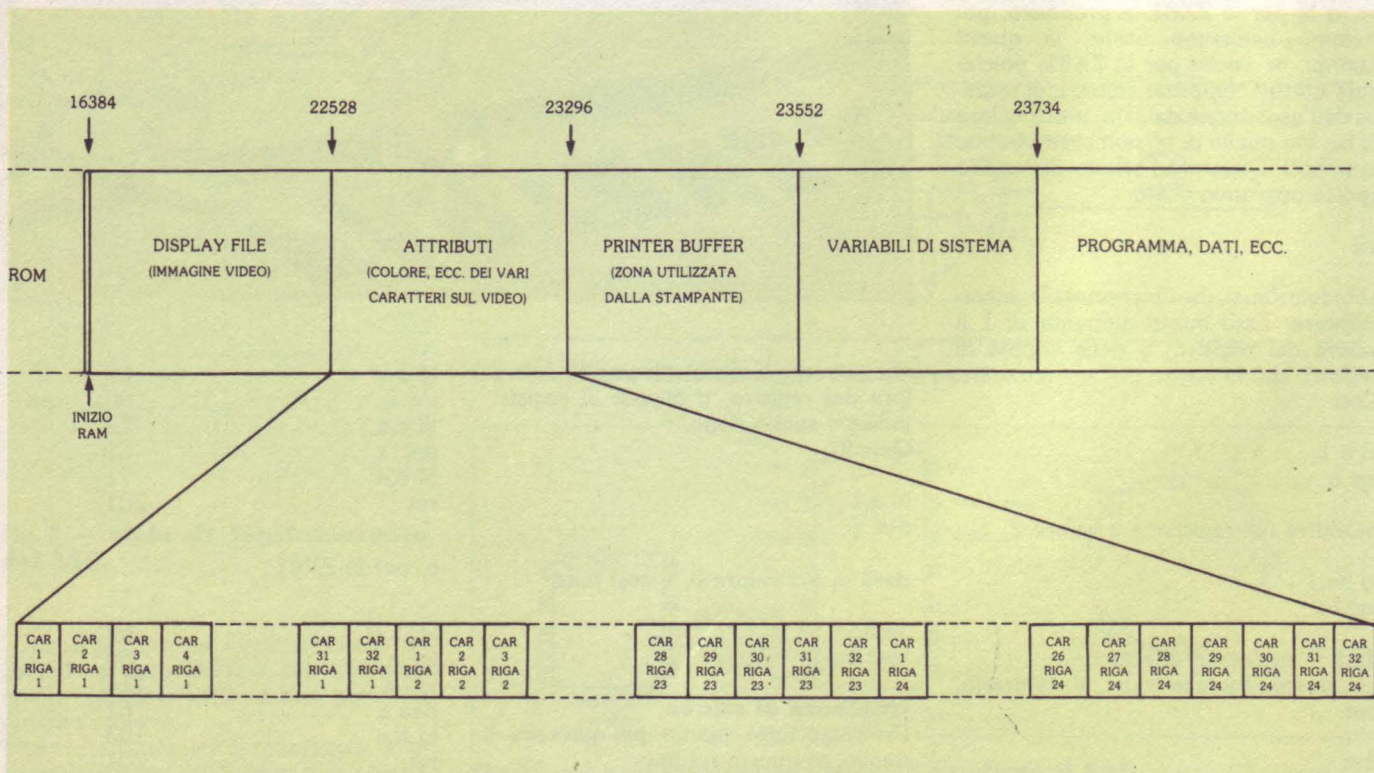 16384 22528 23296 23552 23734
ROM
DISPLAY FILE
(IMMAGINE VIDEO)
ATTRIBUTI
(COLORE, ECC. DEI VARI
CARATTERI SUL VIDEO)
PRINTER BUFFER
(ZONA UTILIZZATA
DALLA STAMPANTE)
VARIABILI DI SISTEMA
PROGRAMMA, DATI, ECC.
INIZIO
RAM
CAR
1
RIGA
1
CAR
2
RIGA
1
CAR
3
RIGA
1
CAR
4
RIGA
1
CAR
31
RIGA
1
CAR
32
RIGA
1
CAR
1
RIGA
2
CAR
2
RIGA
2
CAR
3
RIGA
2
CAR
28
RIGA
23
CAR
29
RIGA
23
CAR
30
RIGA
23
CAR
31
RIGA
23
CAR
32
RIGA
23
CAR
1
RIGA
24
CAR
26
RIGA
24
CAR
27
RIGA
24
CAR
28
RIGA
24
CAR
29
RIGA
24
CAR
30
RIGA
24
CAR
31
RIGA
24
CAR
32
RIGA
24